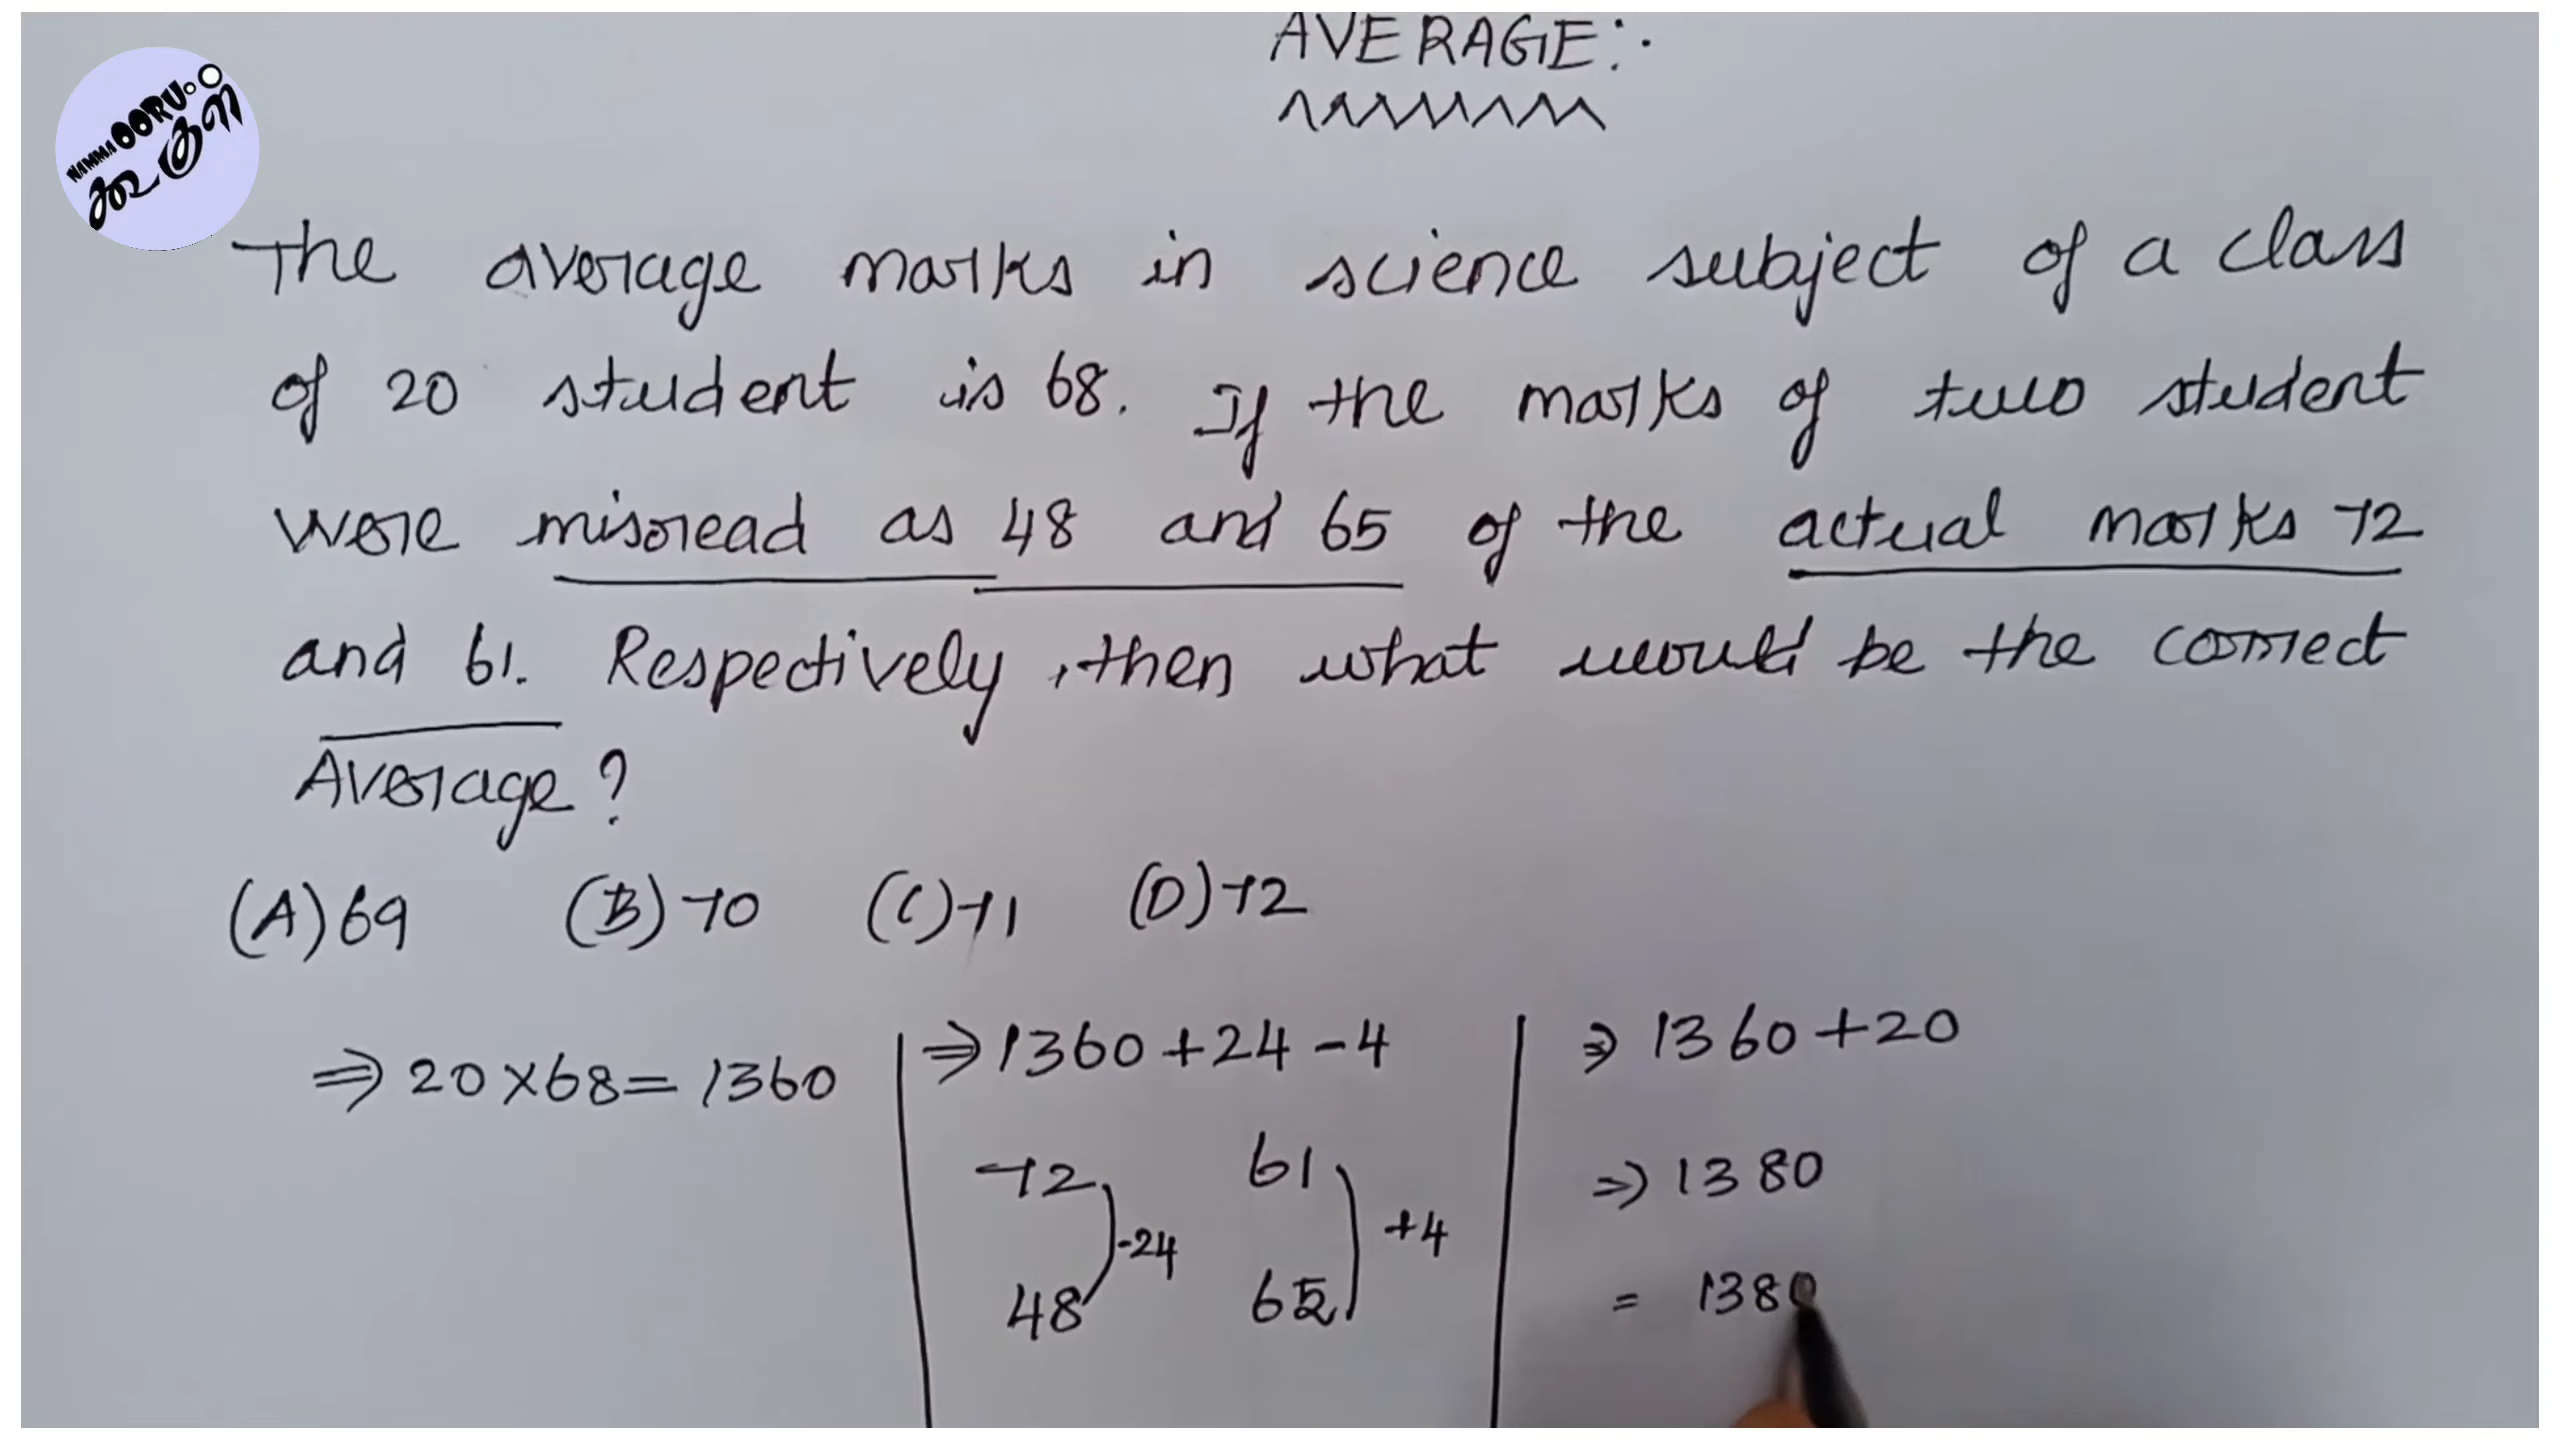 AVERAGE:-
NAMMA OORU
The average marks in science subject of a class
of 20 student is 68. If the marks of two student
were misread as 48 and 65 of the actual marks 72
and 61. Respectively, then what would be the correct
Average?
(A) 69 (B) 70 (C) 71 (D) 72
⇒ 20 × 68 = 1360
⇒ 1360 + 24 - 4
72 61
-24 +4
48 65
⇒ 1360 + 20
⇒ 1380
= 1380